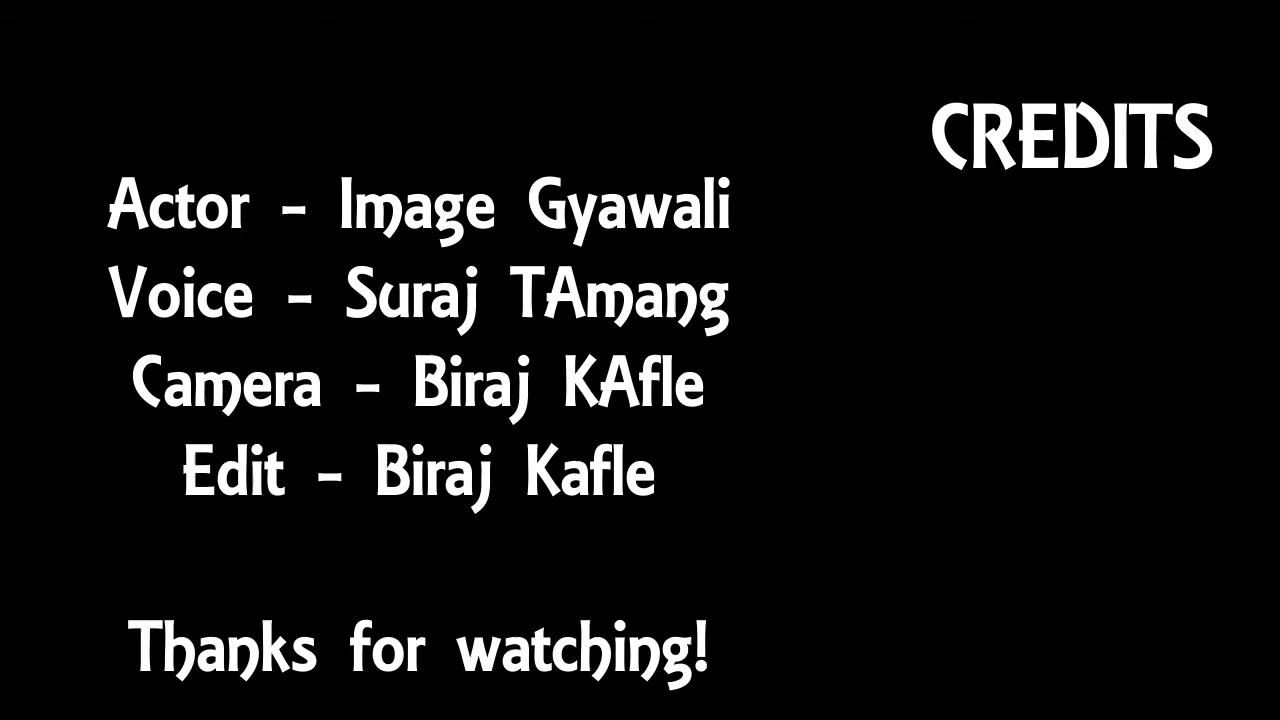 CREDITS
Actor - Image Gyawali
Voice - Suraj TAmang
Camera - Biraj KAfle
Edit - Biraj Kafle
Thanks for watching!